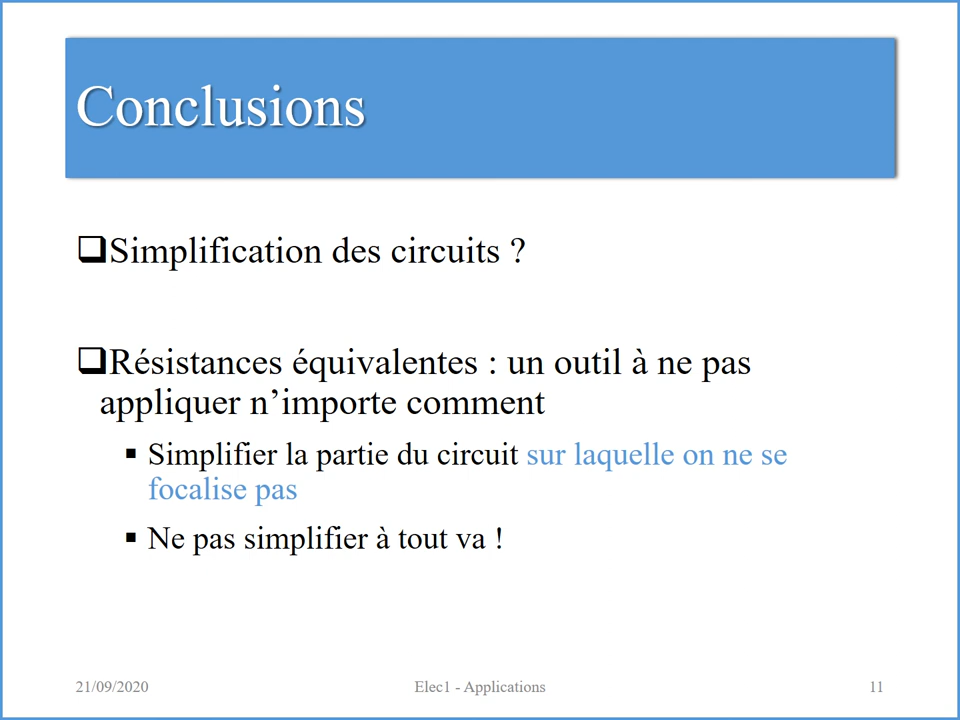 Conclusions
Simplification des circuits ?
Résistances équivalentes : un outil à ne pas
appliquer n’importe comment
Simplifier la partie du circuit sur laquelle on ne se
focalise pas
Ne pas simplifier à tout va !
21/09/2020
Elec1 - Applications
11